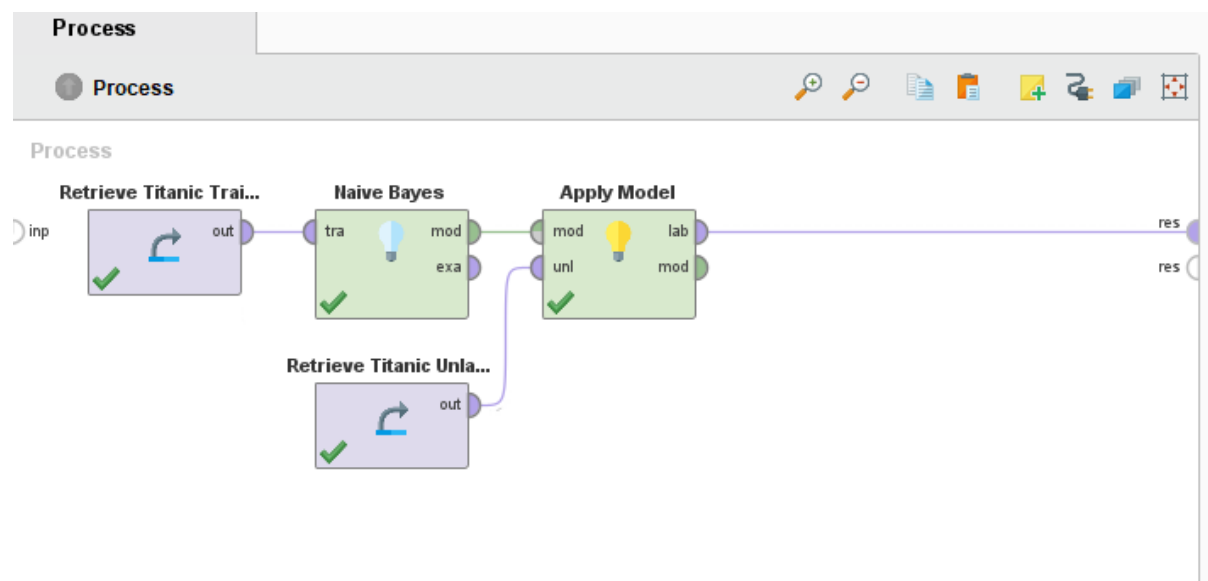 Process
Process
Process
Retrieve Titanic Trai...
Naive Bayes
Apply Model
inp
out
tra
mod
mod
lab
res
exa
unl
mod
res
Retrieve Titanic Unla...
out